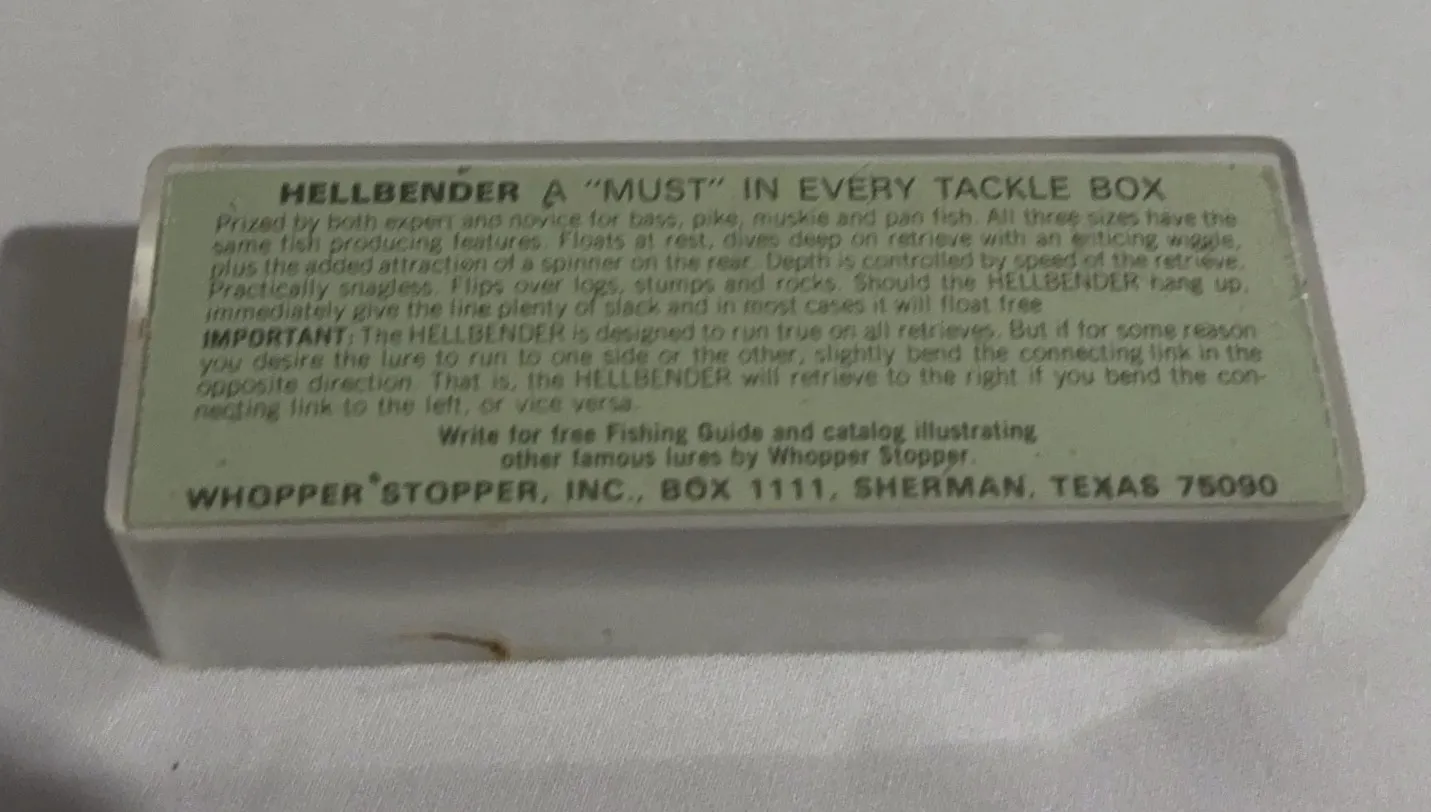 HELLBENDER A "MUST" IN EVERY TACKLE BOX
Prized by both expert and novice for bass, pike, muskie and pan fish. All three sizes have the
same fish producing features. Floats at rest, dives deep on retrieve with an enticing wiggle,
plus the added attraction of a spinner on the rear. Depth is controlled by speed of the retrieve.
Practically snagless. Flips over logs, stumps and rocks. Should the HELLBENDER hang up,
immediately give the line plenty of slack and in most cases it will float free
IMPORTANT: The HELLBENDER is designed to run true on all retrieves. But if for some reason
you desire the lure to run to one side or the other, slightly bend the connecting link in the
opposite direction. That is, the HELLBENDER will retrieve to the right if you bend the con-
necting link to the left, or vice versa.
Write for free Fishing Guide and catalog illustrating
other famous lures by Whopper Stopper.
WHOPPER® STOPPER, INC., BOX 1111, SHERMAN, TEXAS 75090